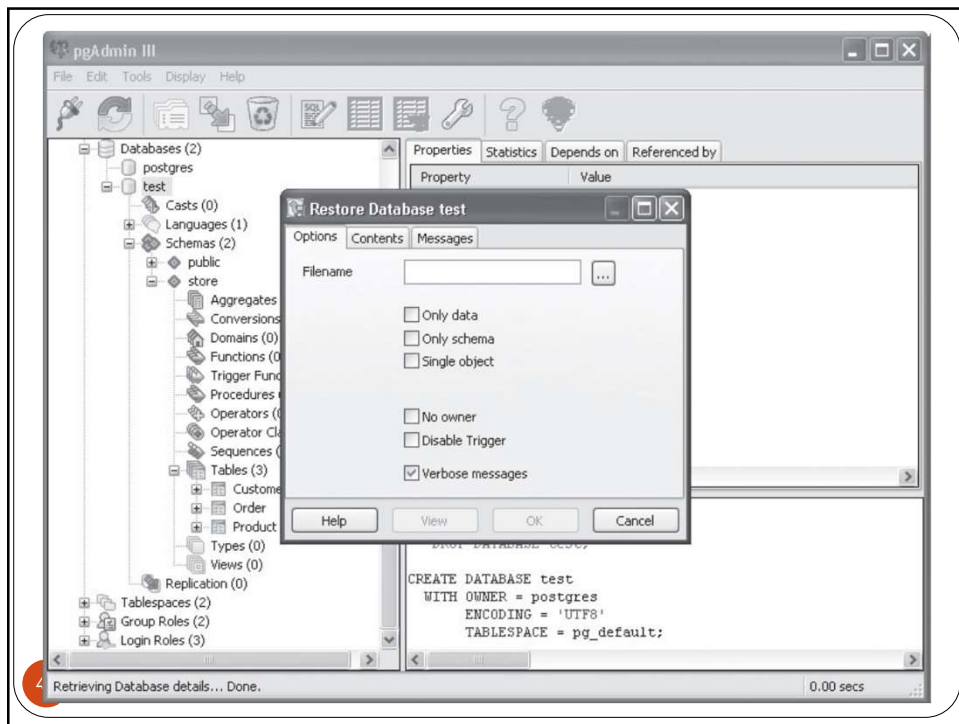 pgAdmin III
File Edit Tools Display Help
SQL
Databases (2)
postgres
test
Casts (0)
Languages (1)
Schemas (2)
public
store
Aggregates
Conversions
Domains (0)
Functions (0
Trigger Func
Procedures
Operators (
Operator Cla
Sequences (
Tables (3)
Custome
Order
Product
Types (0)
Views (0)
Replication (0)
Tablespaces (2)
Group Roles (2)
Login Roles (3)
Properties Statistics Depends on Referenced by
Property Value
Restore Database test
Options Contents Messages
Filename ...
Only data
Only schema
Single object
No owner
Disable Trigger
Verbose messages
Help View OK Cancel
CREATE DATABASE test
WITH OWNER = postgres
ENCODING = 'UTF8'
TABLESPACE = pg_default;
4
Retrieving Database details... Done. 0.00 secs